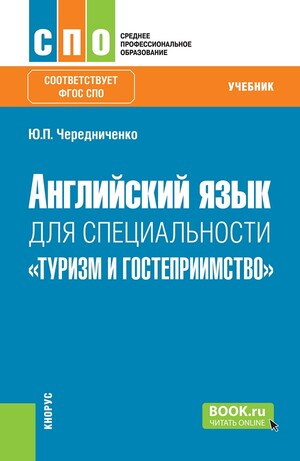 СПО
СРЕДНЕЕ
ПРОФЕССИОНАЛЬНОЕ
ОБРАЗОВАНИЕ
СООТВЕТСТВУЕТ
ФГОС СПО
УЧЕБНИК
Ю.П. Чередниченко
Английский язык
ДЛЯ СПЕЦИАЛЬНОСТИ
«ТУРИЗМ И ГОСТЕПРИИМСТВО»
КНОРУС
BOOK.ru
ЧИТАТЬ ONLINE